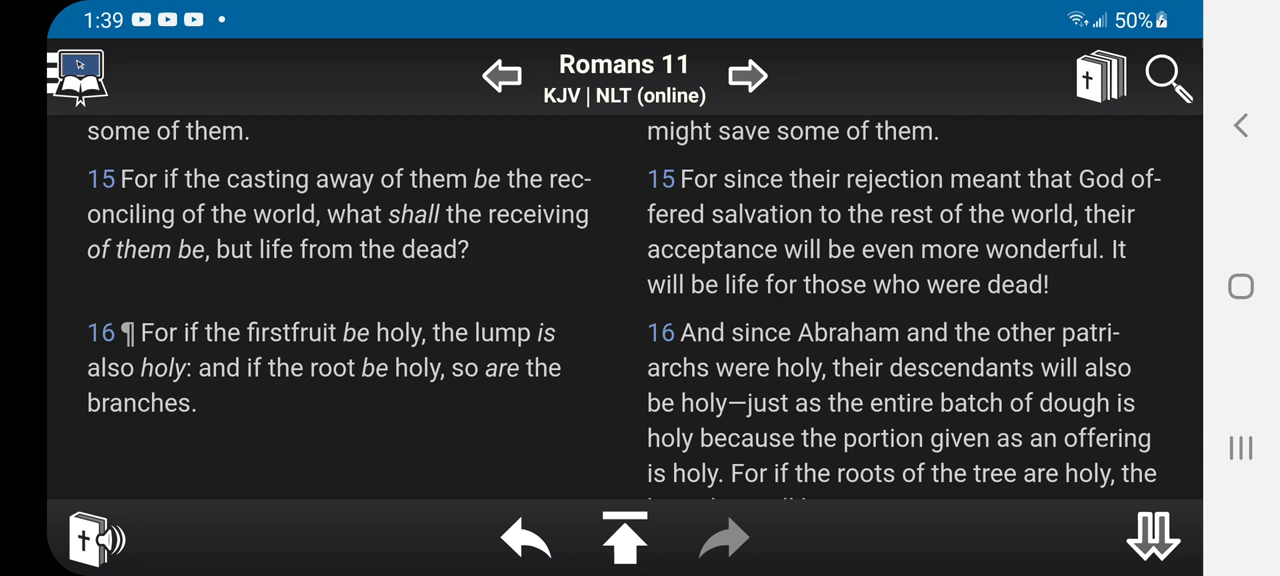 1:39
50%
Romans 11
KJV | NLT (online)
some of them.
15 For if the casting away of them be the rec-
onciling of the world, what shall the receiving
of them be, but life from the dead?
16 ¶ For if the firstfruit be holy, the lump is
also holy: and if the root be holy, so are the
branches.
might save some of them.
15 For since their rejection meant that God of-
fered salvation to the rest of the world, their
acceptance will be even more wonderful. It
will be life for those who were dead!
16 And since Abraham and the other patri-
archs were holy, their descendants will also
be holy—just as the entire batch of dough is
holy because the portion given as an offering
is holy. For if the roots of the tree are holy, the